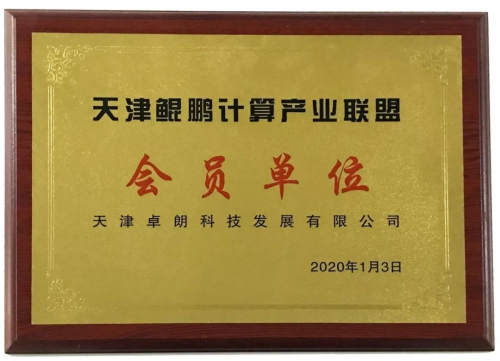 天津鲲鹏计算产业联盟
会员单位
天津卓朗科技发展有限公司
2020年1月3日